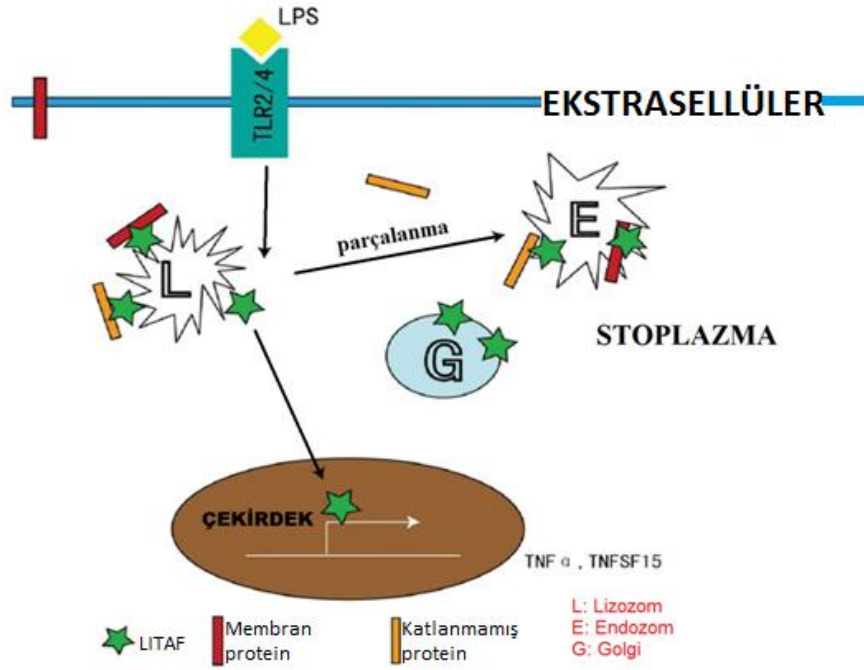 LPS
TLR2/4
EKSTRASELLÜLER
parçalanma
E
L
G
STOPLAZMA
ÇEKİRDEK
TNF α, TNFSF15
LITAF
Membran
protein
Katlanmamış
protein
L: Lizozom
E: Endozom
G: Golgi